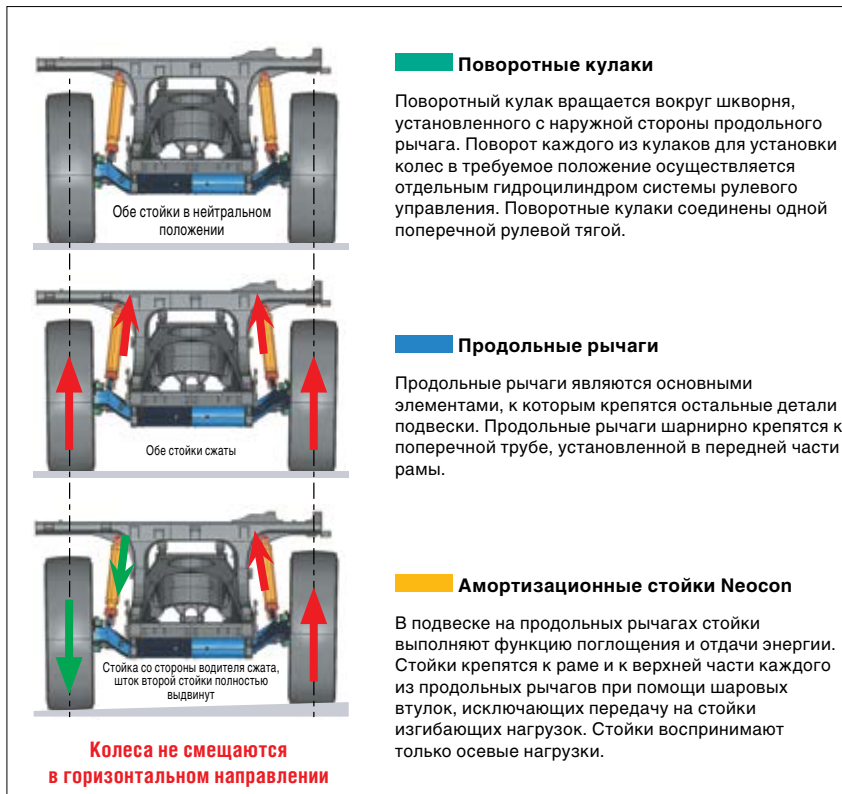 Обе стойки в нейтральном
положении
Обе стойки сжаты
Стойка со стороны водителя сжата,
шток второй стойки полностью
выдвинут
Колеса не смещаются
в горизонтальном направлении
Поворотные кулаки
Поворотный кулак вращается вокруг шкворня,
установленного с наружной стороны продольного
рычага. Поворот каждого из кулаков для установки
колес в требуемое положение осуществляется
отдельным гидроцилиндром системы рулевого
управления. Поворотные кулаки соединены одной
поперечной рулевой тягой.
Продольные рычаги
Продольные рычаги являются основными
элементами, к которым крепятся остальные детали
подвески. Продольные рычаги шарнирно крепятся к
поперечной трубе, установленной в передней части
рамы.
Амортизационные стойки Neocon
В подвеске на продольных рычагах стойки
выполняют функцию поглощения и отдачи энергии.
Стойки крепятся к раме и к верхней части каждого
из продольных рычагов при помощи шаровых
втулок, исключающих передачу на стойки
изгибающих нагрузок. Стойки воспринимают
только осевые нагрузки.